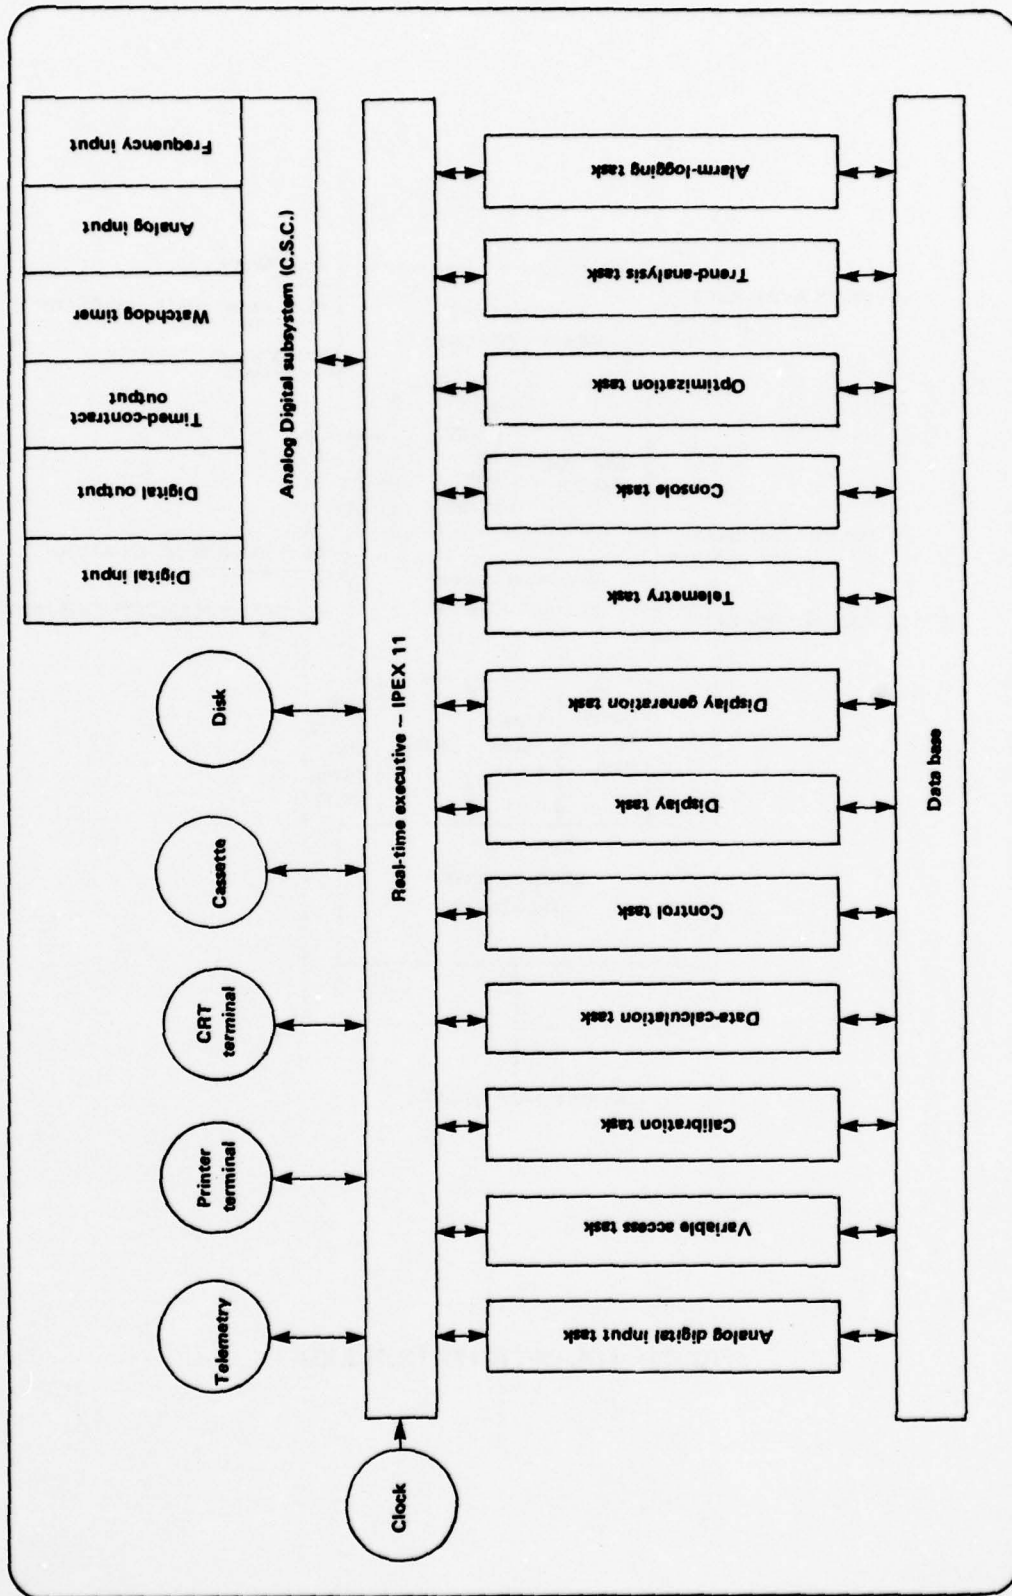 Digital input
Digital output
Timed-contract
output
Watchdog timer
Analog input
Frequency input
Analog Digital subsystem (C.S.C.)
Telemetry
Printer
terminal
CRT
terminal
Cassette
Disk
Clock
Real-time executive – IPEX 11
Analog digital input task
Variable access task
Calibration task
Data-calculation task
Control task
Display task
Display generation task
Telemetry task
Console task
Optimization task
Trend-analysis task
Alarm-logging task
Data base